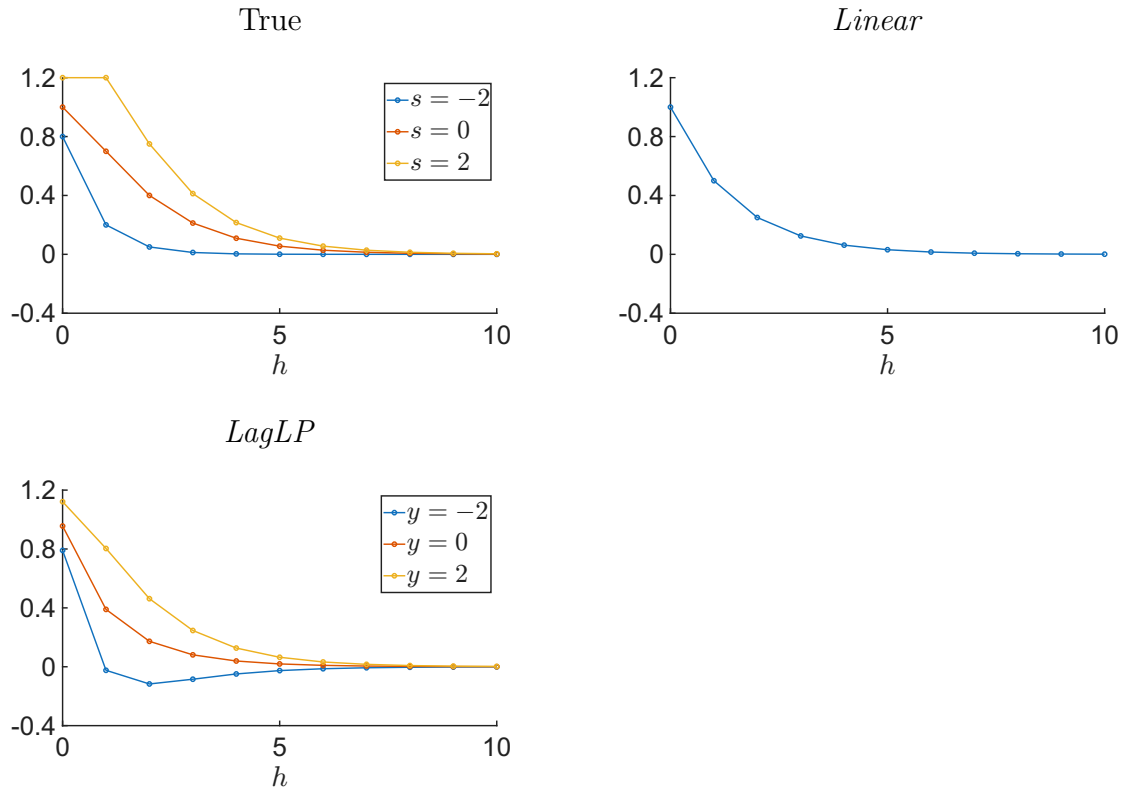 True
1.2
0.8
0.4
0
-0.4
0
5
10
h
s = −2
s = 0
s = 2
Linear
1.2
0.8
0.4
0
-0.4
0
5
10
h
LagLP
1.2
0.8
0.4
0
-0.4
0
5
10
h
y = −2
y = 0
y = 2